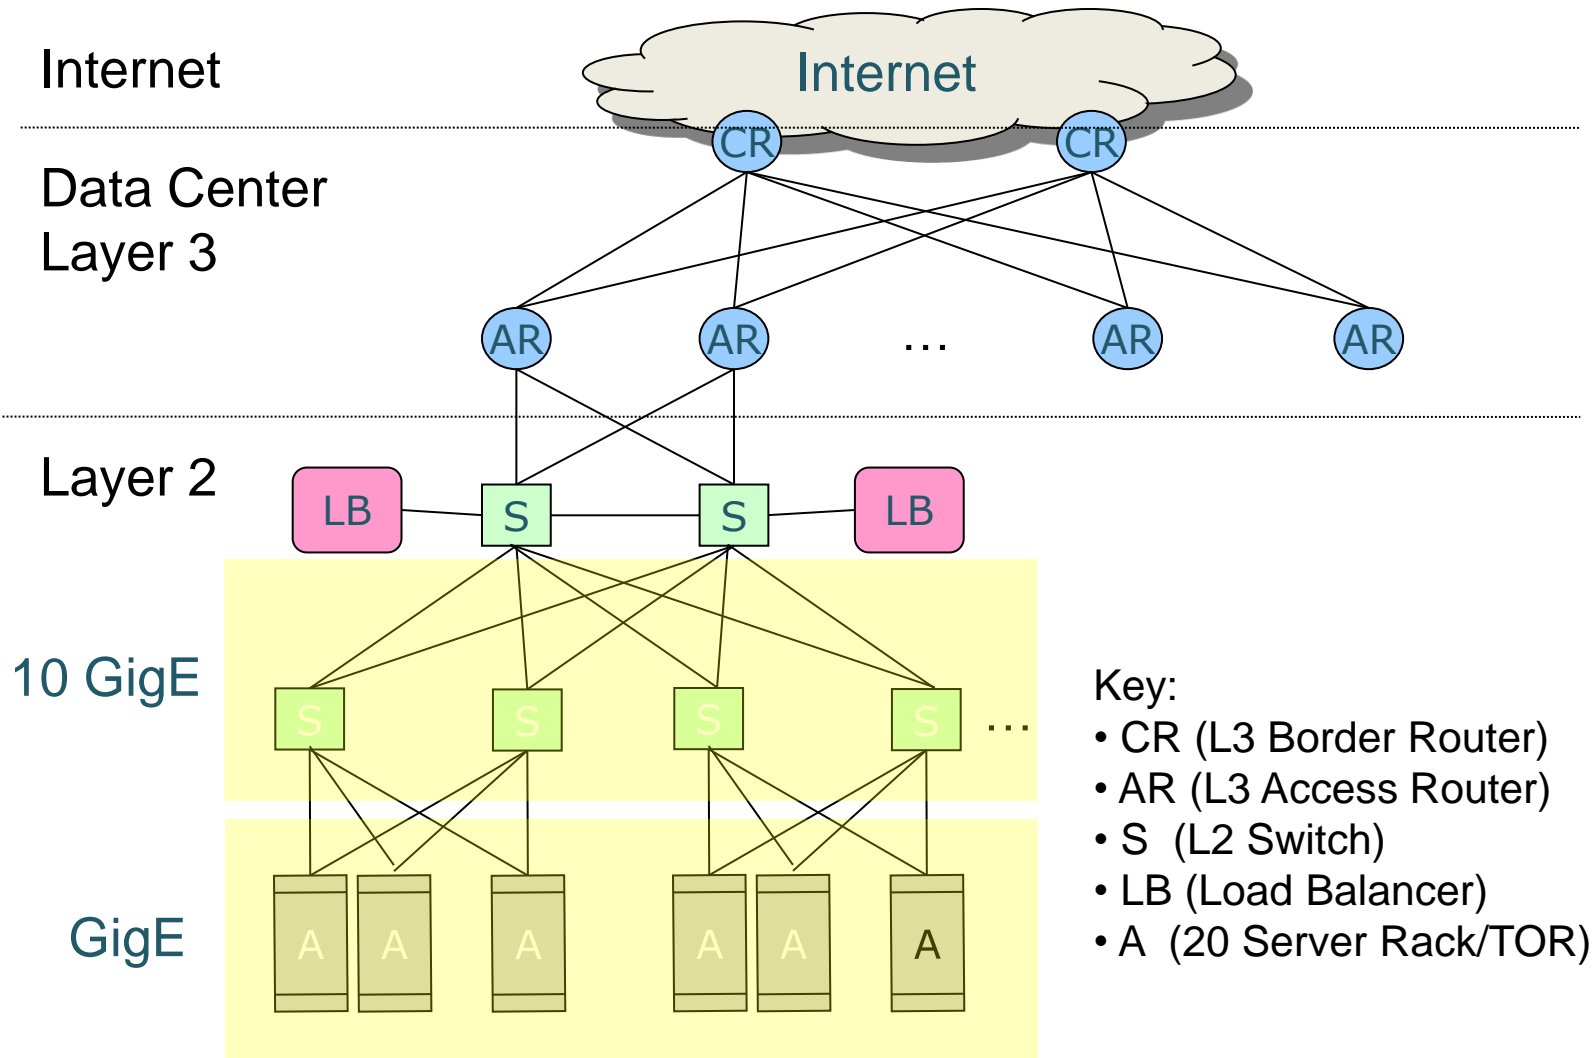 Internet
Internet
CR CR
Data Center
Layer 3
AR AR … AR AR
Layer 2
LB S S LB
10 GigE
S S S S …
GigE
A A A A A A
Key:
• CR (L3 Border Router)
• AR (L3 Access Router)
• S (L2 Switch)
• LB (Load Balancer)
• A (20 Server Rack/TOR)